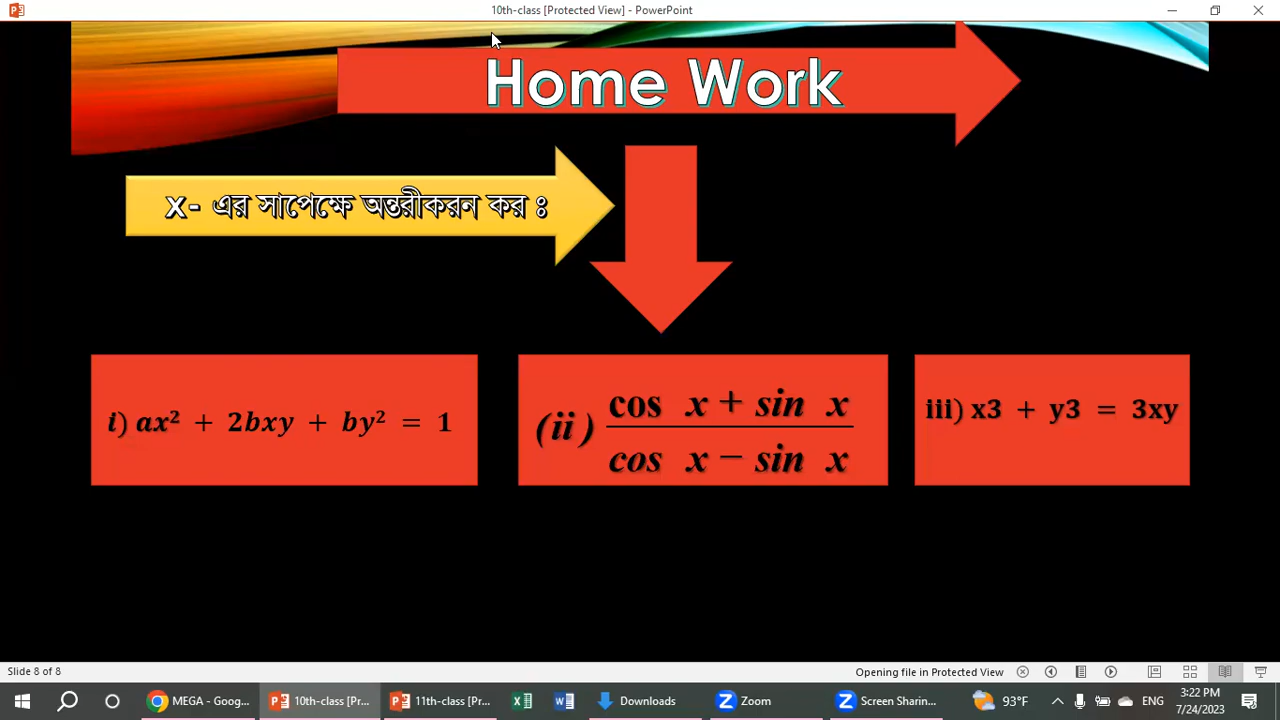 10th-class [Protected View] - PowerPoint
Home Work
x- এর সাপেক্ষে অন্তরীকরন কর ঃ
i) ax² + 2bxy + by² = 1
(ii) cos x + sin x
cos x − sin x
iii) x3 + y3 = 3xy
Slide 8 of 8
Opening file in Protected View
MEGA - Goog...
10th-class [Pr...
11th-class [Pr...
Downloads
Zoom
Screen Sharin...
93°F
ENG
3:22 PM
7/24/2023